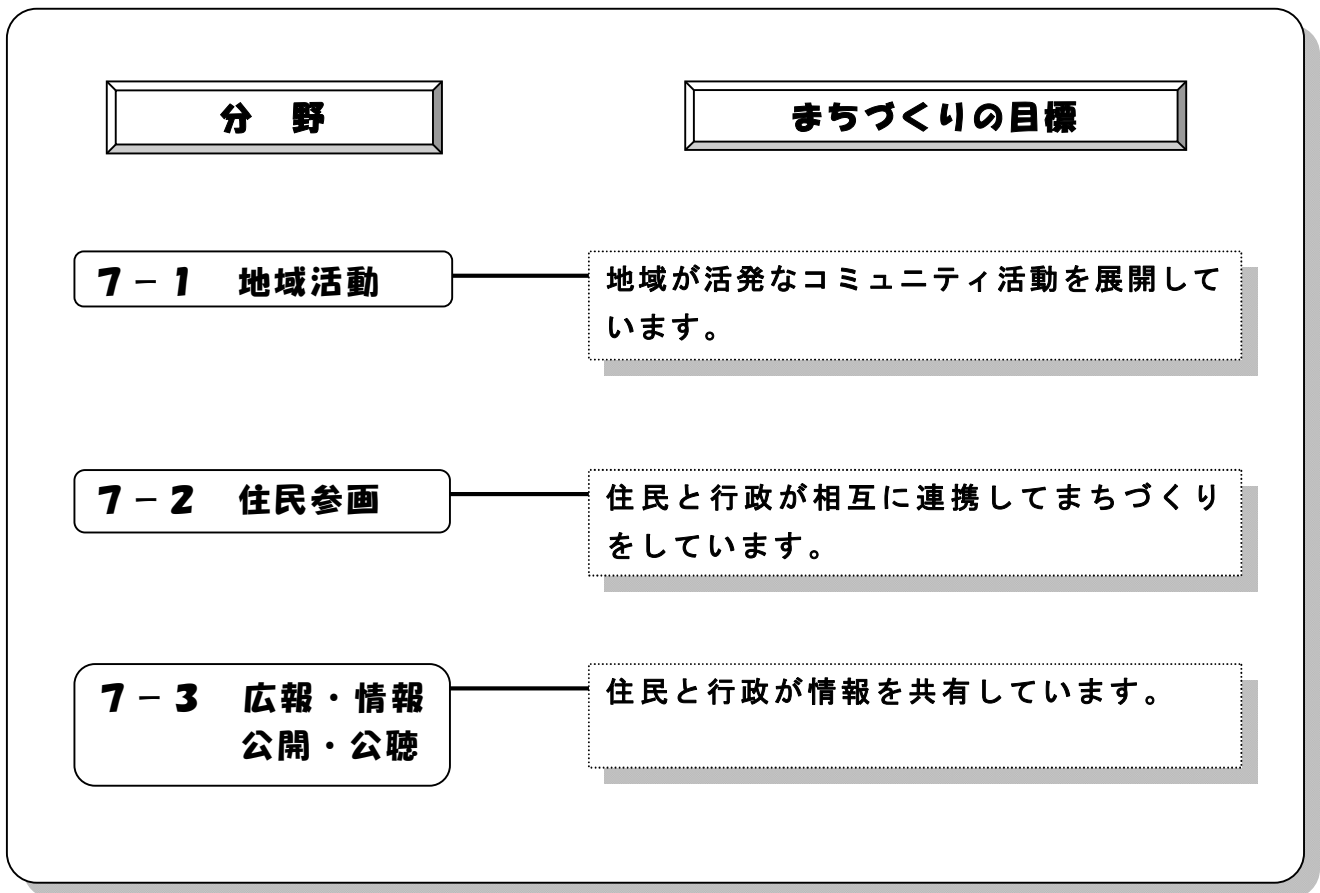 分　野
まちづくりの目標
７－１　地域活動
地域が活発なコミュニティ活動を展開して
います。
７－２　住民参画
住民と行政が相互に連携してまちづくり
をしています。
７－３　広報・情報
公開・公聴
住民と行政が情報を共有しています。